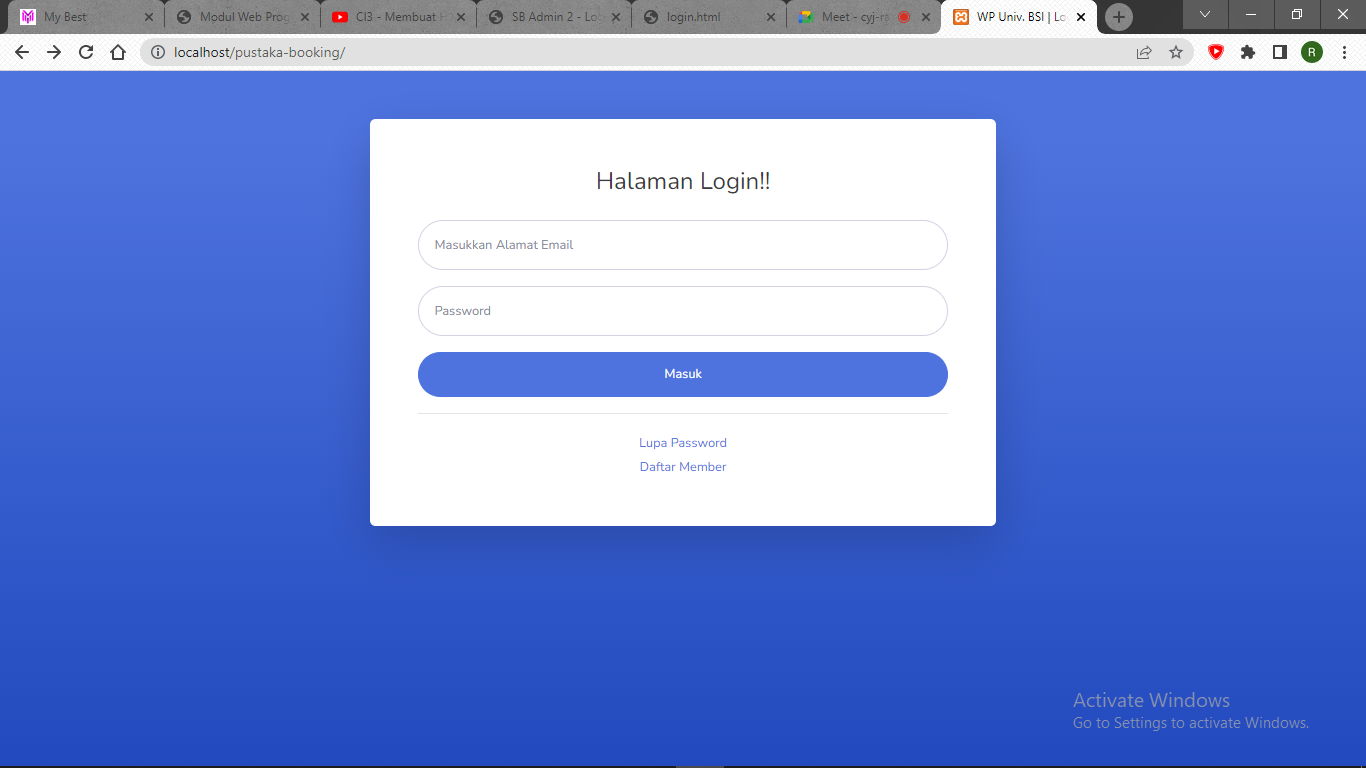 My Best
Modul Web Prog
CI3 - Membuat H
SB Admin 2 - Lo
login.html
Meet - cyj-r
WP Univ. BSI | Lo
localhost/pustaka-booking/
R
Halaman Login!!
Masukkan Alamat Email
Password
Masuk
Lupa Password
Daftar Member
Activate Windows
Go to Settings to activate Windows.